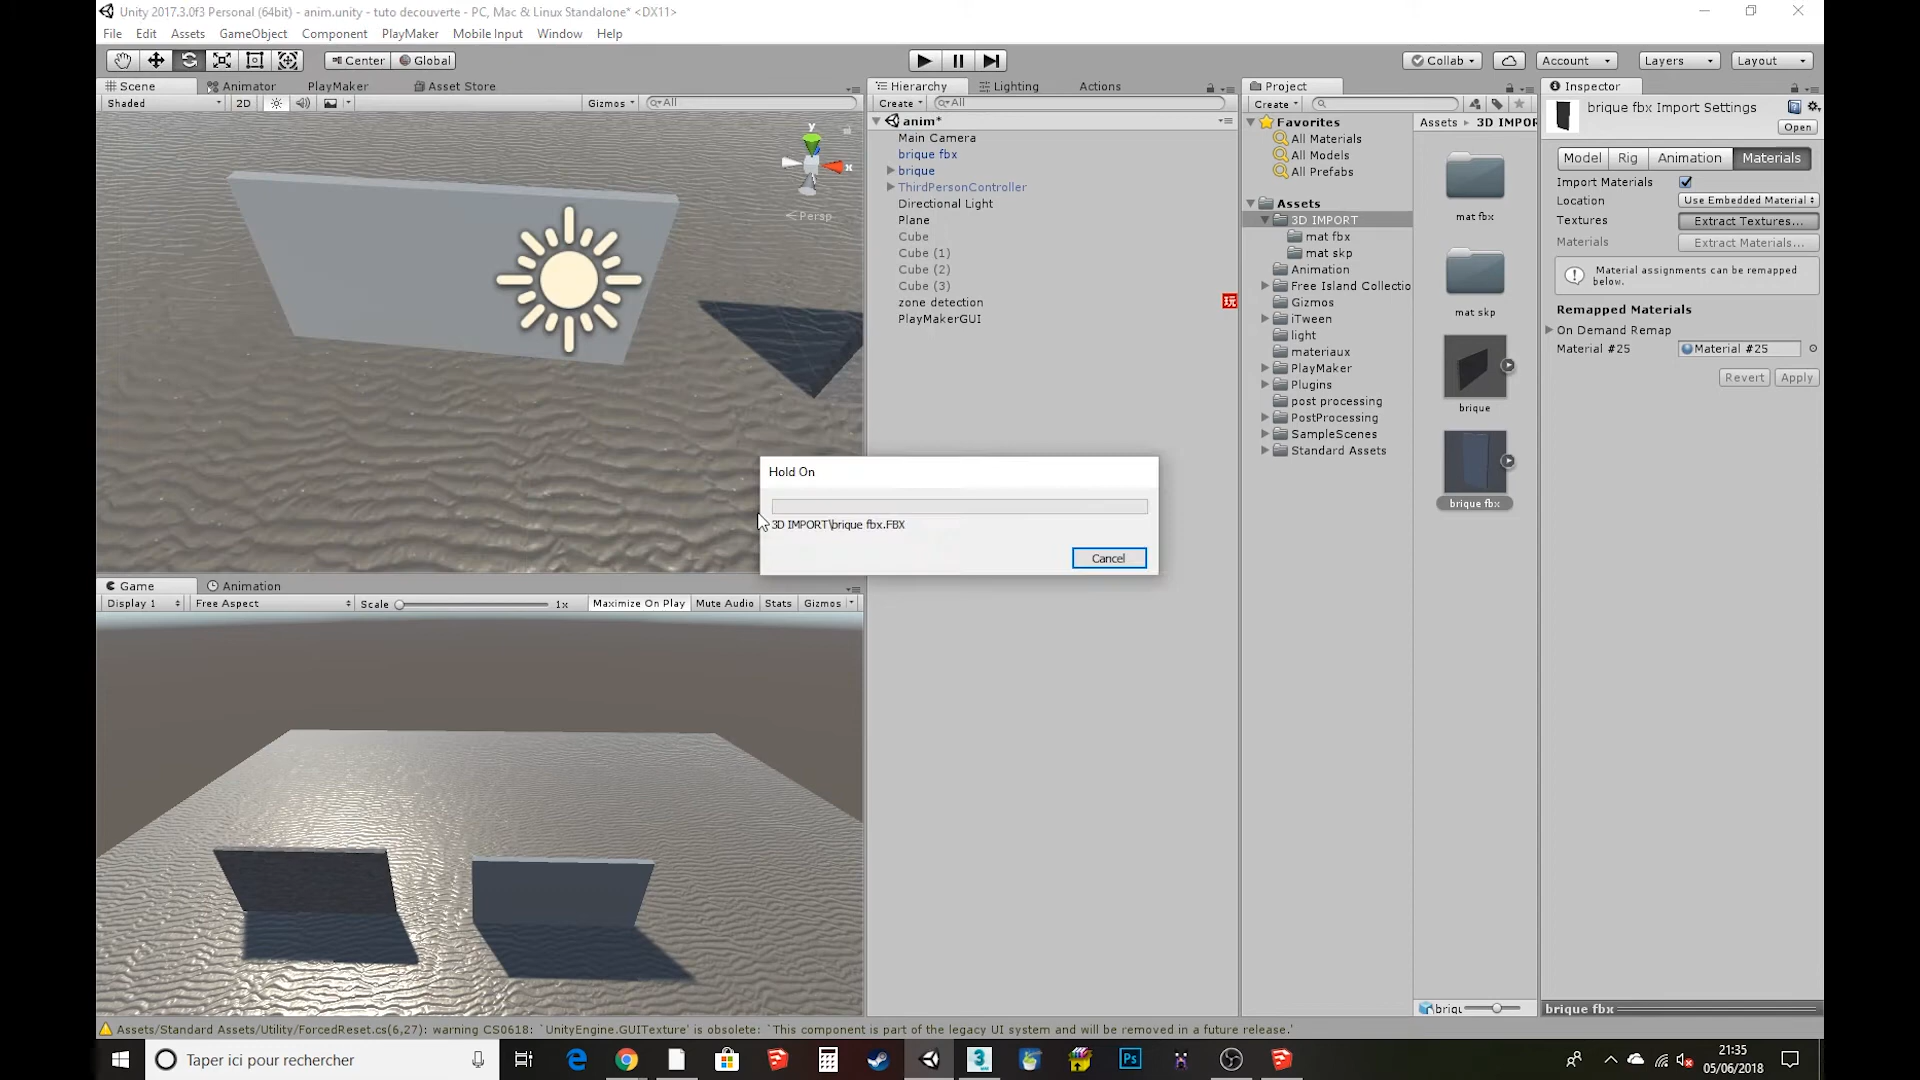 Unity 2017.3.0f3 Personal (64bit) - anim.unity - tuto decouverte - PC, Mac & Linux Standalone* <DX11>
File Edit Assets GameObject Component PlayMaker Mobile Input Window Help
Center Global Collab Account Layers Layout
Scene Animator PlayMaker Asset Store
Shaded 2D Gizmos All
y
x
Persp
Hierarchy Lighting Actions
Create All
anim*
Main Camera
brique fbx
brique
ThirdPersonController
Directional Light
Plane
Cube
Cube (1)
Cube (2)
Cube (3)
zone detection
玩
PlayMakerGUI
Project
Create
Favorites
All Materials
All Models
All Prefabs
Assets
3D IMPORT
mat fbx
mat skp
Animation
Free Island Collectio
Gizmos
iTween
light
materiaux
PlayMaker
Plugins
post processing
PostProcessing
SampleScenes
Standard Assets
Assets 3D IMPOR
mat fbx
mat skp
brique
brique fbx
briqu
Inspector
brique fbx Import Settings
Open
Model Rig Animation Materials
Import Materials
Location Use Embedded Material
Textures Extract Textures...
Materials Extract Materials...
Material assignments can be remapped
below.
Remapped Materials
On Demand Remap
Material #25 Material #25
Revert Apply
brique fbx
Hold On
3D IMPORT\brique fbx.FBX
Cancel
Game Animation
Display 1 Free Aspect Scale 1x Maximize On Play Mute Audio Stats Gizmos
Assets/Standard Assets/Utility/ForcedReset.cs(6,27): warning CS0618: `UnityEngine.GUITexture' is obsolete: `This component is part of the legacy UI system and will be removed in a future release.'
Taper ici pour rechercher
3
Ps
21:35
05/06/2018